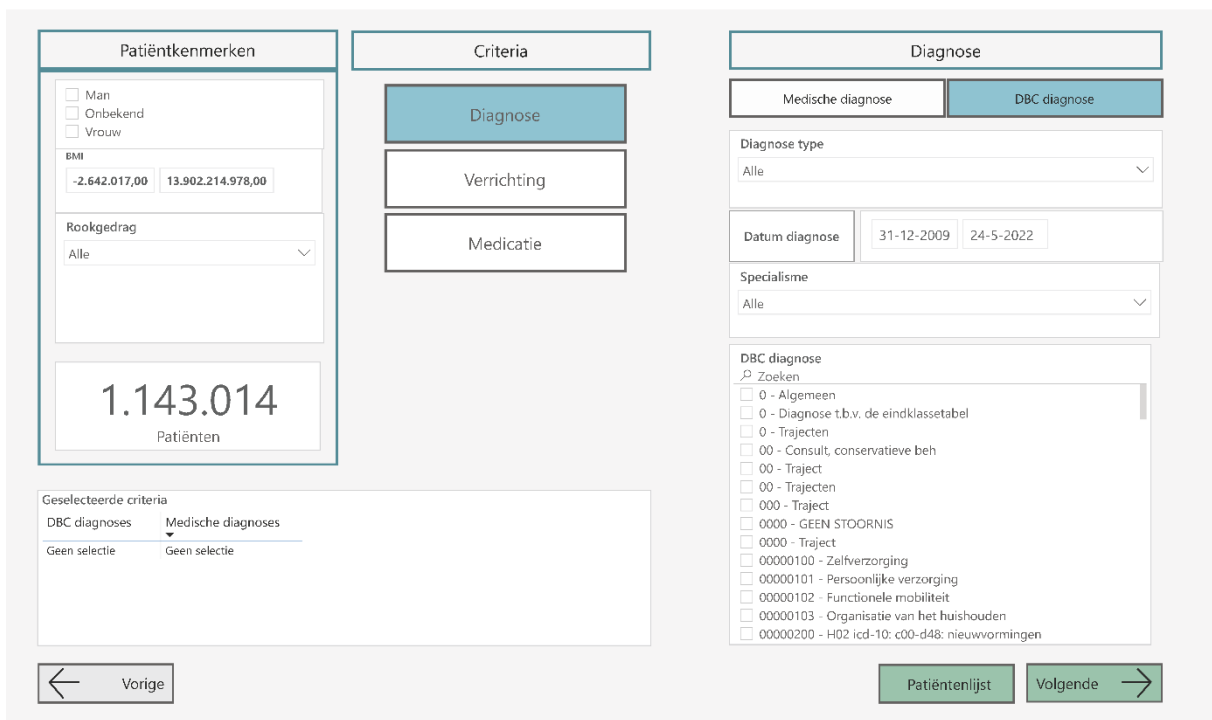 Patiëntkenmerken
Man
Onbekend
Vrouw
BMI
-2.642.017,00 13.902.214.978,00
Rookgedrag
Alle
1.143.014
Patiënten
Criteria
Diagnose
Verrichting
Medicatie
Geselecteerde criteria
DBC diagnoses Medische diagnoses
Geen selectie Geen selectie
Diagnose
Medische diagnose DBC diagnose
Diagnose type
Alle
Datum diagnose 31-12-2009 24-5-2022
Specialisme
Alle
DBC diagnose
Zoeken
0 - Algemeen
0 - Diagnose t.b.v. de eindklassetabel
0 - Trajecten
00 - Consult, conservatieve beh
00 - Traject
00 - Trajecten
000 - Traject
0000 - GEEN STOORNIS
0000 - Traject
00000100 - Zelfverzorging
00000101 - Persoonlijke verzorging
00000102 - Functionele mobiliteit
00000103 - Organisatie van het huishouden
00000200 - H02 icd-10: c00-d48: nieuwvormingen
Vorige
Patiëntenlijst
Volgende